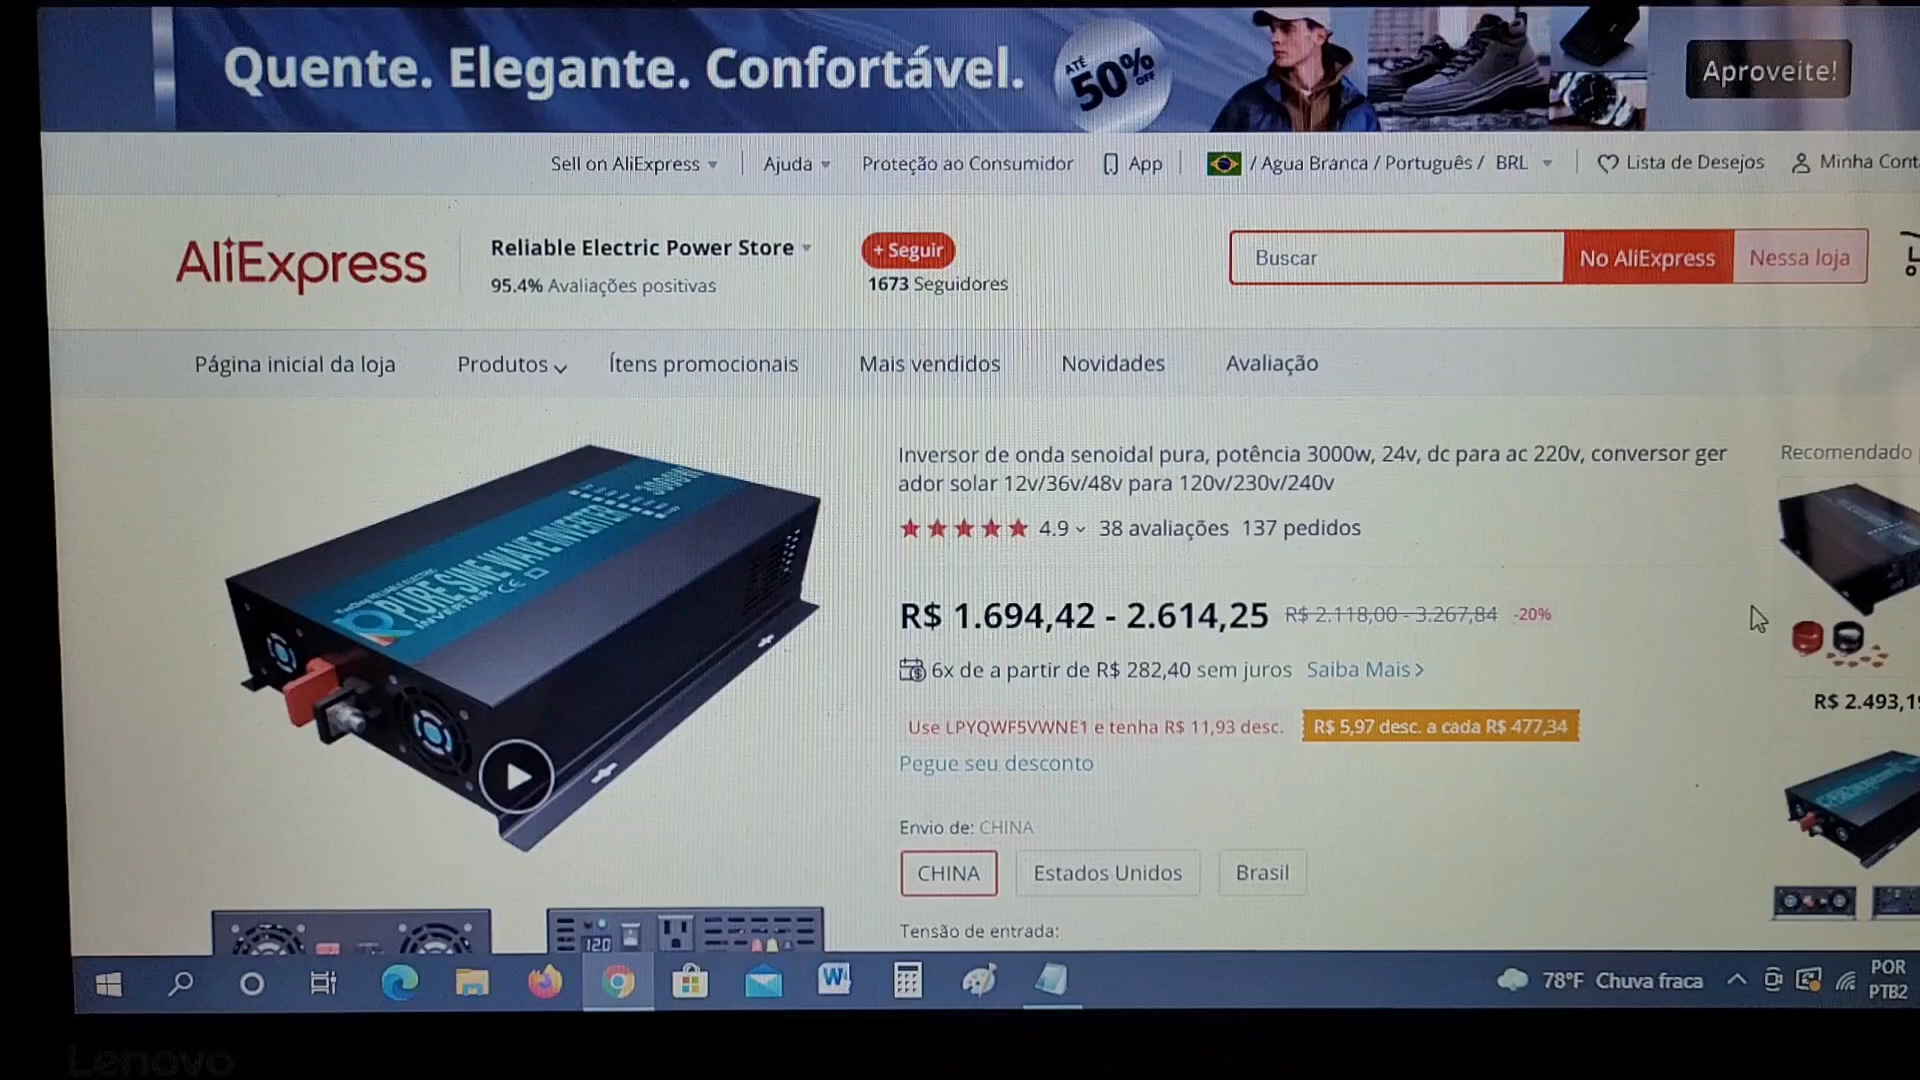 Quente. Elegante. Confortável.
ATÉ
50%
OFF
Aproveite!
Sell on AliExpress
Ajuda
Proteção ao Consumidor
App
/ Agua Branca / Português / BRL
Lista de Desejos
Minha Cont
AliExpress
Reliable Electric Power Store
95.4% Avaliações positivas
+ Seguir
1673 Seguidores
Buscar
No AliExpress
Nessa loja
Página inicial da loja
Produtos
Ítens promocionais
Mais vendidos
Novidades
Avaliação
3000W
PURE SINE WAVE INVERTER
INVERTER CE
120
Inversor de onda senoidal pura, potência 3000w, 24v, dc para ac 220v, conversor ger
ador solar 12v/36v/48v para 120v/230v/240v
4.9
38 avaliações
137 pedidos
R$ 1.694,42 - 2.614,25
R$ 2.118,00 - 3.267,84
-20%
6x de a partir de R$ 282,40 sem juros
Saiba Mais
Use LPYQWF5VWNE1 e tenha R$ 11,93 desc.
R$ 5,97 desc. a cada R$ 477,34
Pegue seu desconto
Envio de: CHINA
CHINA
Estados Unidos
Brasil
Tensão de entrada:
Recomendado
R$ 2.493,19
78°F Chuva fraca
POR
PTB2
Lenovo